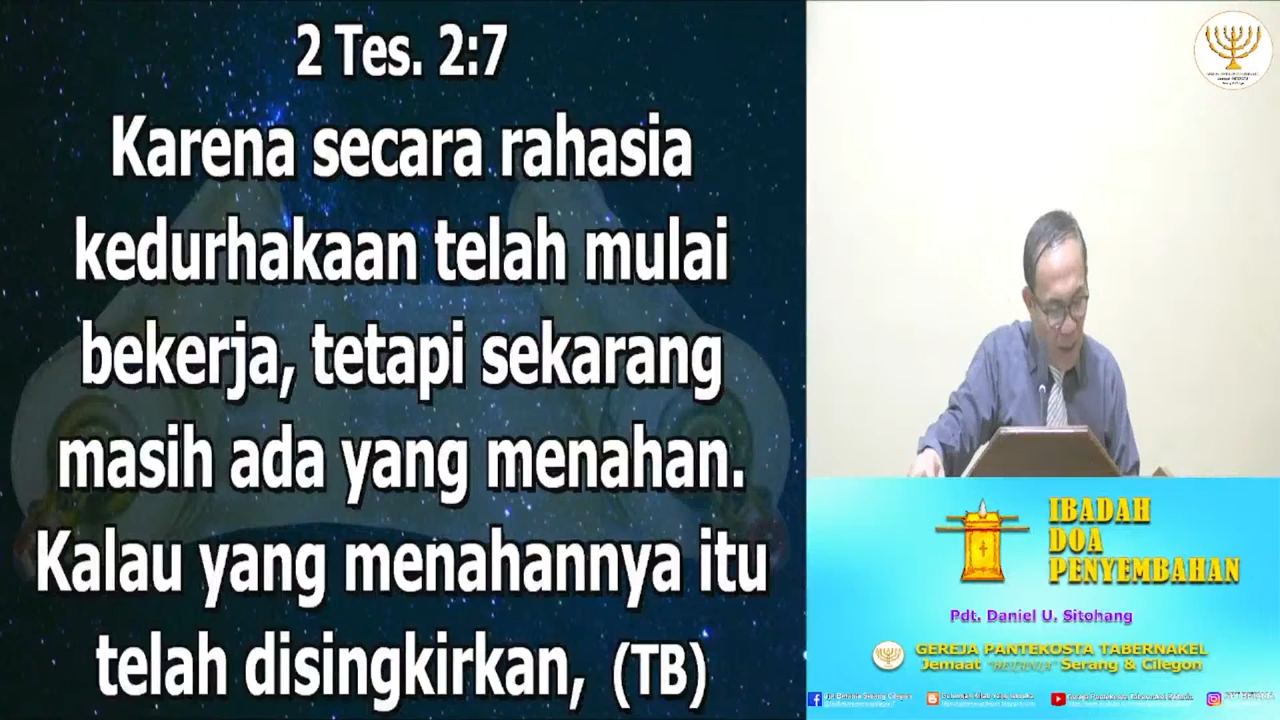 2 Tes. 2:7
Karena secara rahasia
kedurhakaan telah mulai
bekerja, tetapi sekarang
masih ada yang menahan.
Kalau yang menahannya itu
telah disingkirkan, (TB)
IBADAH
DOA
PENYEMBAHAN
Pdt. Daniel U. Sitohang
GEREJA PANTEKOSTA TABERNAKEL
Jemaat "BETANIA" Serang & Cilegon